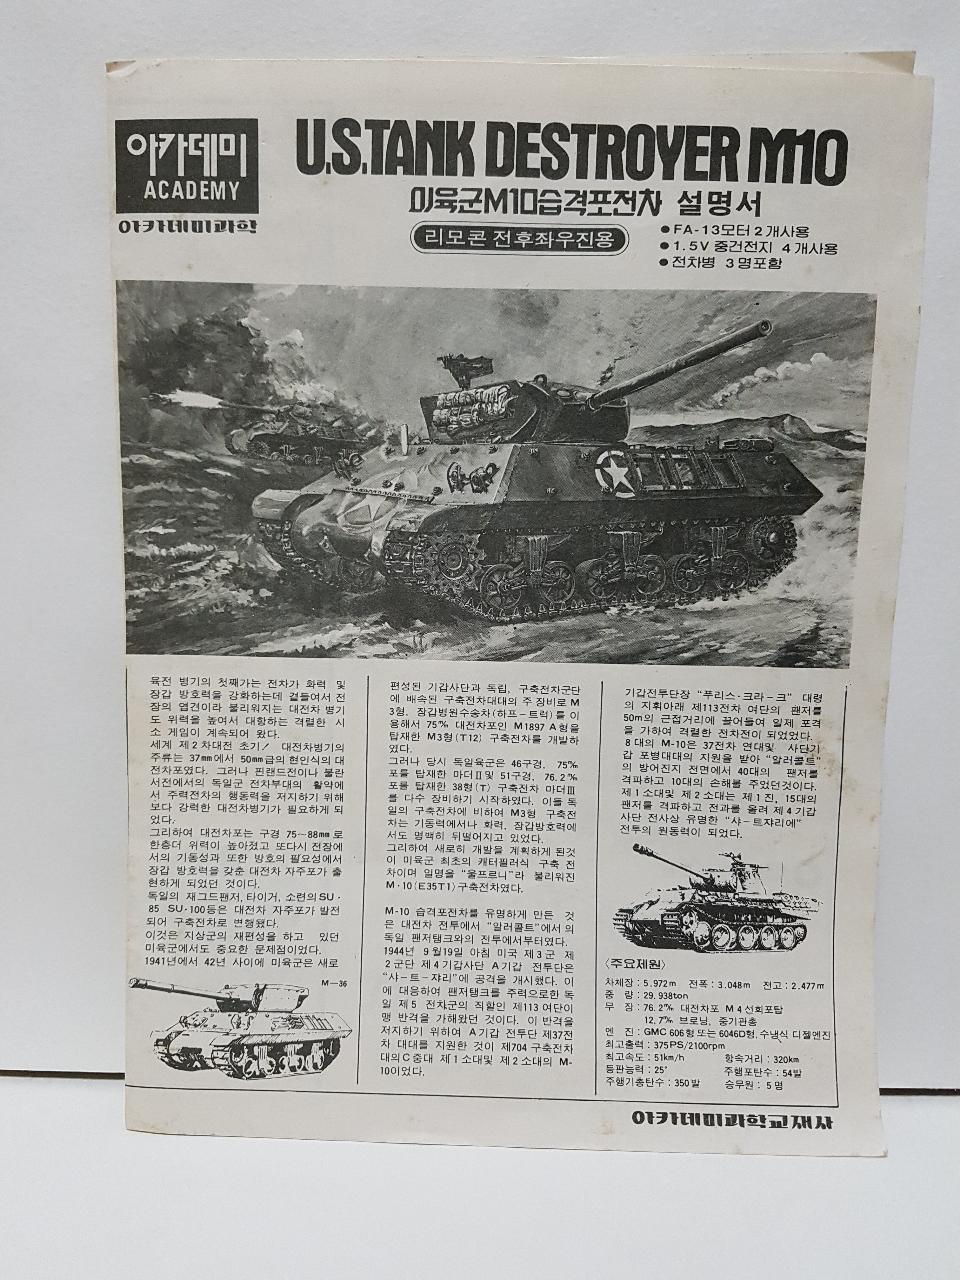 아카데미
ACADEMY
아카데미과학
U.S. TANK DESTROYER M10
미육군M10습격포전차 설명서
리모콘 전후좌우진용
●FA-13모터 2개사용
●1.5V 중건전지 4개사용
●전차병 3명포함
육전 병기의 첫째가는 전차가 화력 및
장갑 방호력을 강화하는데 곁들여서 전
장의 엽견이라 불리워지는 대전차 병기
도 위력을 높여서 대항하는 격렬한 시
소 게임이 계속되어 왔다.
세계 제2차대전 초기/ 대전차병기의
주류는 37mm에서 50mm급의 현인식의 대
전차포였다. 그러나 핀랜드전이나 불란
서전에서의 독일군 전차부대의 활약에
서 주력전차의 행동력을 저지하기 위해
보다 강력한 대전차병기가 필요하게 되
었다.
그리하여 대전차포는 구경 75~88mm로
한층더 위력이 높아졌고 또다시 전장에
서의 기동성과 또한 방호의 필요성에서
장갑 방호력을 갖춘 대전차 자주포가 출
현하게 되었던 것이다.
독일의 재그드팬저, 타이거, 소련의SU·
85 SU·100등은 대전차 자주포가 발전
되어 구축전차로 변행됐다.
이것은 지상군의 재편성을 하고 있던
미육군에서도 중요한 문제점이었다.
1941년에서 42년 사이에 미육군은 새로
M—36
편성된 기갑사단과 독립, 구축전차군단
에 배속된 구축전차대대의 주 장비로 M
3형, 장갑병원수송차(하프-트럭)를 이
용해서 75% 대전차포인 M1897 A형을
탑재한 M3형(T12) 구축전차를 개발하
였다.
그러나 당시 독일육군은 46구경, 75%
포를 탑재한 마더Ⅱ및 51구경, 76.2%
포를 탑재한 38형(T) 구축전차 마더Ⅲ
를 다수 장비하기 시작하였다. 이들 독
일의 구축전차에 비하여 M3형 구축전
차는 기동력에서나 화력, 장갑방호력에
서도 명백히 뒤떨어지고 있었다.
그리하여 새로히 개발을 계획하게 된것
이 미육군 최초의 캐터필러식 구축 전
차이며 일명을 "울프르니"라 불리워진
M·10(E35T1)구축전차였다.
M-10 습격포전차를 유명하게 만든 것
은 대전차 전투에서 "알러콜트"에서의
독일 팬저탱크와의 전투에서부터였다.
1944년 9월19일 아침 미국 제3군 제
2군단 제4기갑사단 A기갑 전투단은
"샤-트-쟈리"에 공격을 개시했다. 이
에 대응하여 팬저탱크를 주력으로한 독
일 제5 전차군의 직할인 제113여단이
맹 반격을 가해왔던 것이다. 이 반격을
저지하기 위하여 A기갑 전투단 제37전
차 대대를 지원한 것이 제704 구축전차
대의C중대 제1소대및 제2소대의 M-
10이었다.
기갑전투단장 "푸리스-크라-크" 대령
의 지휘아래 제113전차 여단의 팬저를
50m의 근접거리에 끌어들여 일제 포격
을 가하여 격렬한 전차전이 되었었다.
8대의 M-10은 37전차 연대및 사단기
갑 포병대대의 지원을 받아 "알러콜트"
의 방어진지 전면에서 40대의 팬저를
격파하고 10대의 손해를 주었던것이다.
제1소대및 제2소대는 제1진, 15대의
팬저를 격파하고 전과를 올려 제4기갑
사단 전사상 유명한 "샤-트쟈리에"
전투의 원동력이 되었다.
〈주요제원〉
차체장:5.972m 전폭:3.048m 전고:2.477m
중 량:29.938ton
무 장:76.2% 대전차포 M4선회포탑
12.7% 브로닝, 중기관총
엔 진:GMC 606형 또는 6046D형, 수냉식 디젤엔진
최고출력:375PS/2100rpm
최고속도:51km/h 항속거리:320km
등판능력:25° 주행포탄수:54발
주행기총탄수:350발 승무원:5명
아카데미과학교재사